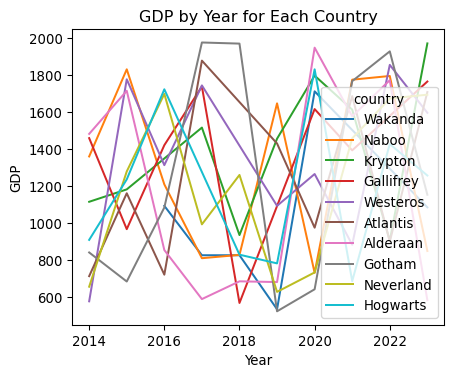 GDP by Year for Each Country
GDP
2000
1800
1600
1400
1200
1000
800
600
country
Wakanda
Naboo
Krypton
Gallifrey
Westeros
Atlantis
Alderaan
Gotham
Neverland
Hogwarts
2014 2016 2018 2020 2022
Year